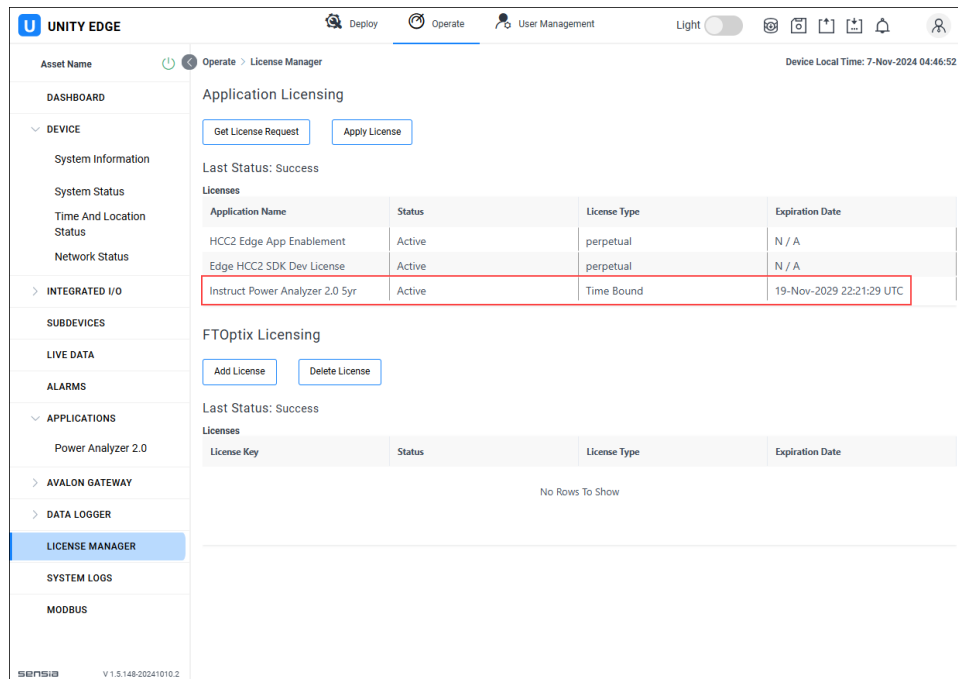 U UNITY EDGE
Deploy
Operate
User Management
Light
Asset Name
Operate > License Manager
Device Local Time: 7-Nov-2024 04:46:52
DASHBOARD
DEVICE
System Information
System Status
Time And Location
Status
Network Status
INTEGRATED I/O
SUBDEVICES
LIVE DATA
ALARMS
APPLICATIONS
Power Analyzer 2.0
AVALON GATEWAY
DATA LOGGER
LICENSE MANAGER
SYSTEM LOGS
MODBUS
sensia
V 1.5.148-20241010.2
Application Licensing
Get License Request
Apply License
Last Status: Success
Licenses
Application Name Status License Type Expiration Date
HCC2 Edge App Enablement Active perpetual N / A
Edge HCC2 SDK Dev License Active perpetual N / A
Instruct Power Analyzer 2.0 5yr Active Time Bound 19-Nov-2029 22:21:29 UTC
FTOptix Licensing
Add License
Delete License
Last Status: Success
Licenses
License Key Status License Type Expiration Date
No Rows To Show